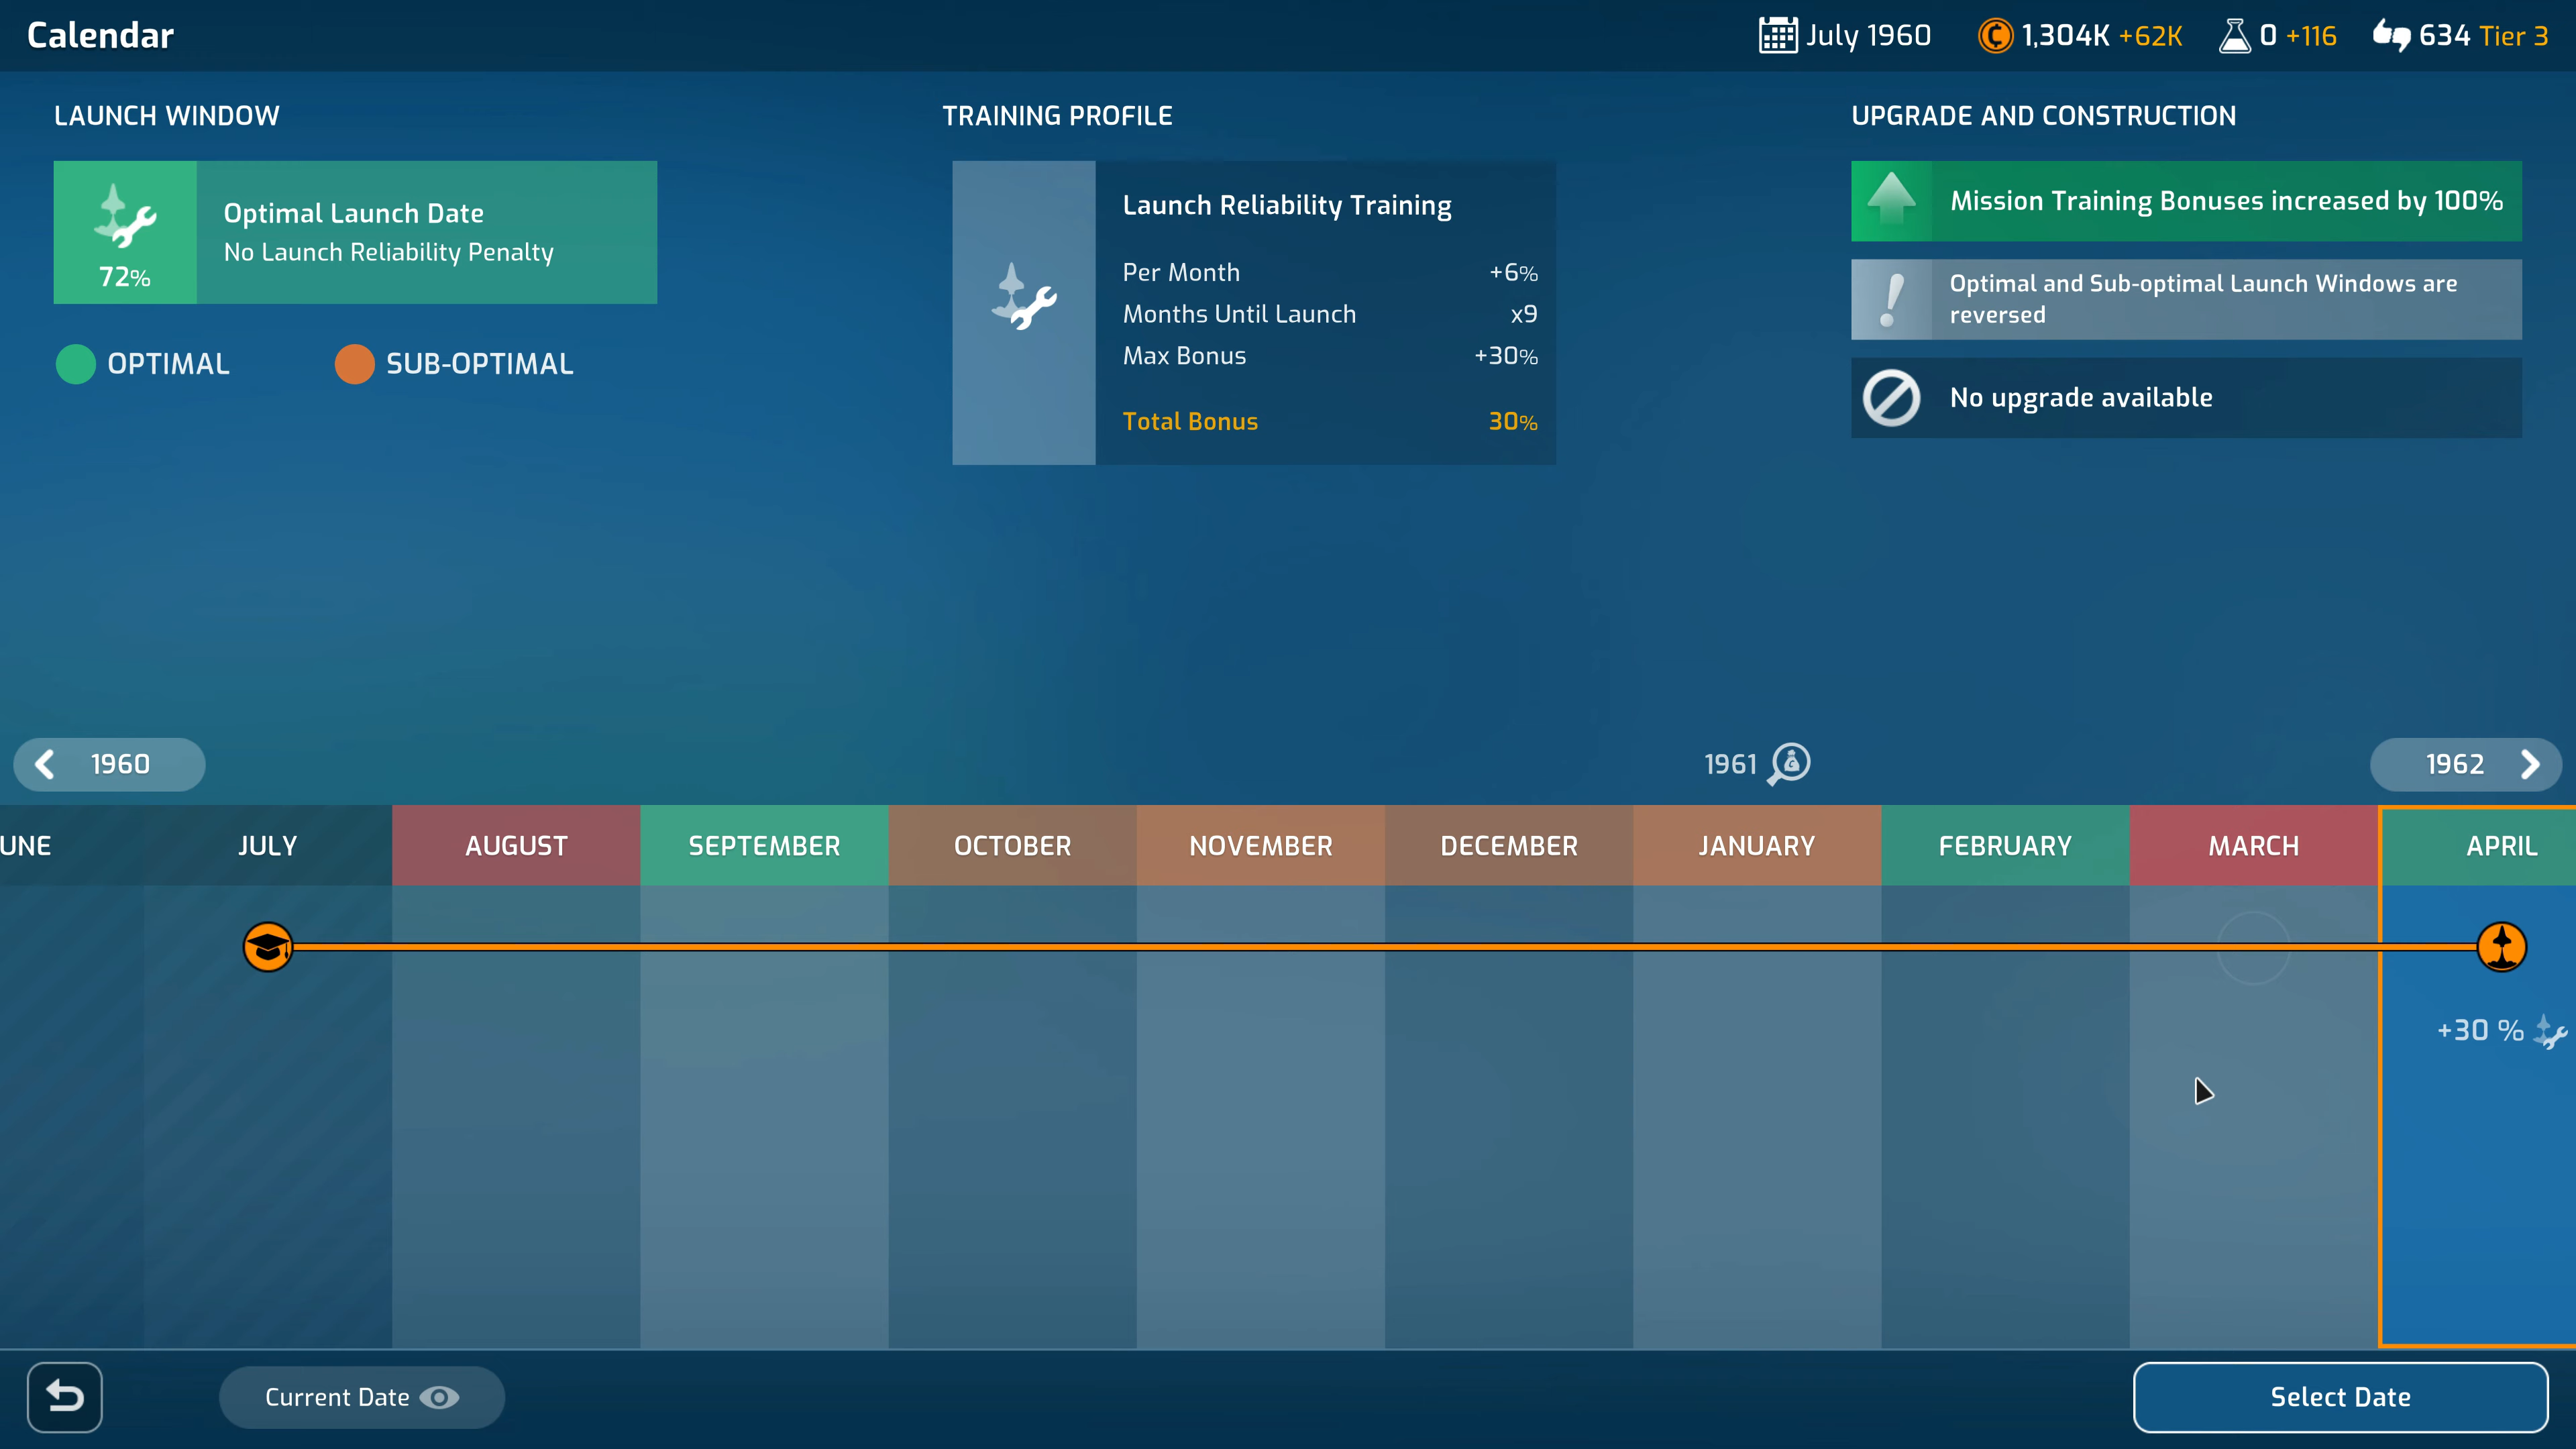 Calendar
July 1960
1,304K +62K
0 +116
634 Tier 3
LAUNCH WINDOW
72%
Optimal Launch Date
No Launch Reliability Penalty
OPTIMAL
SUB-OPTIMAL
TRAINING PROFILE
Launch Reliability Training
Per Month +6%
Months Until Launch x9
Max Bonus +30%
Total Bonus 30%
UPGRADE AND CONSTRUCTION
Mission Training Bonuses increased by 100%
Optimal and Sub-optimal Launch Windows are
reversed
No upgrade available
1960
1961
1962
UNE
JULY
AUGUST
SEPTEMBER
OCTOBER
NOVEMBER
DECEMBER
JANUARY
FEBRUARY
MARCH
APRIL
+30 %
Current Date
Select Date